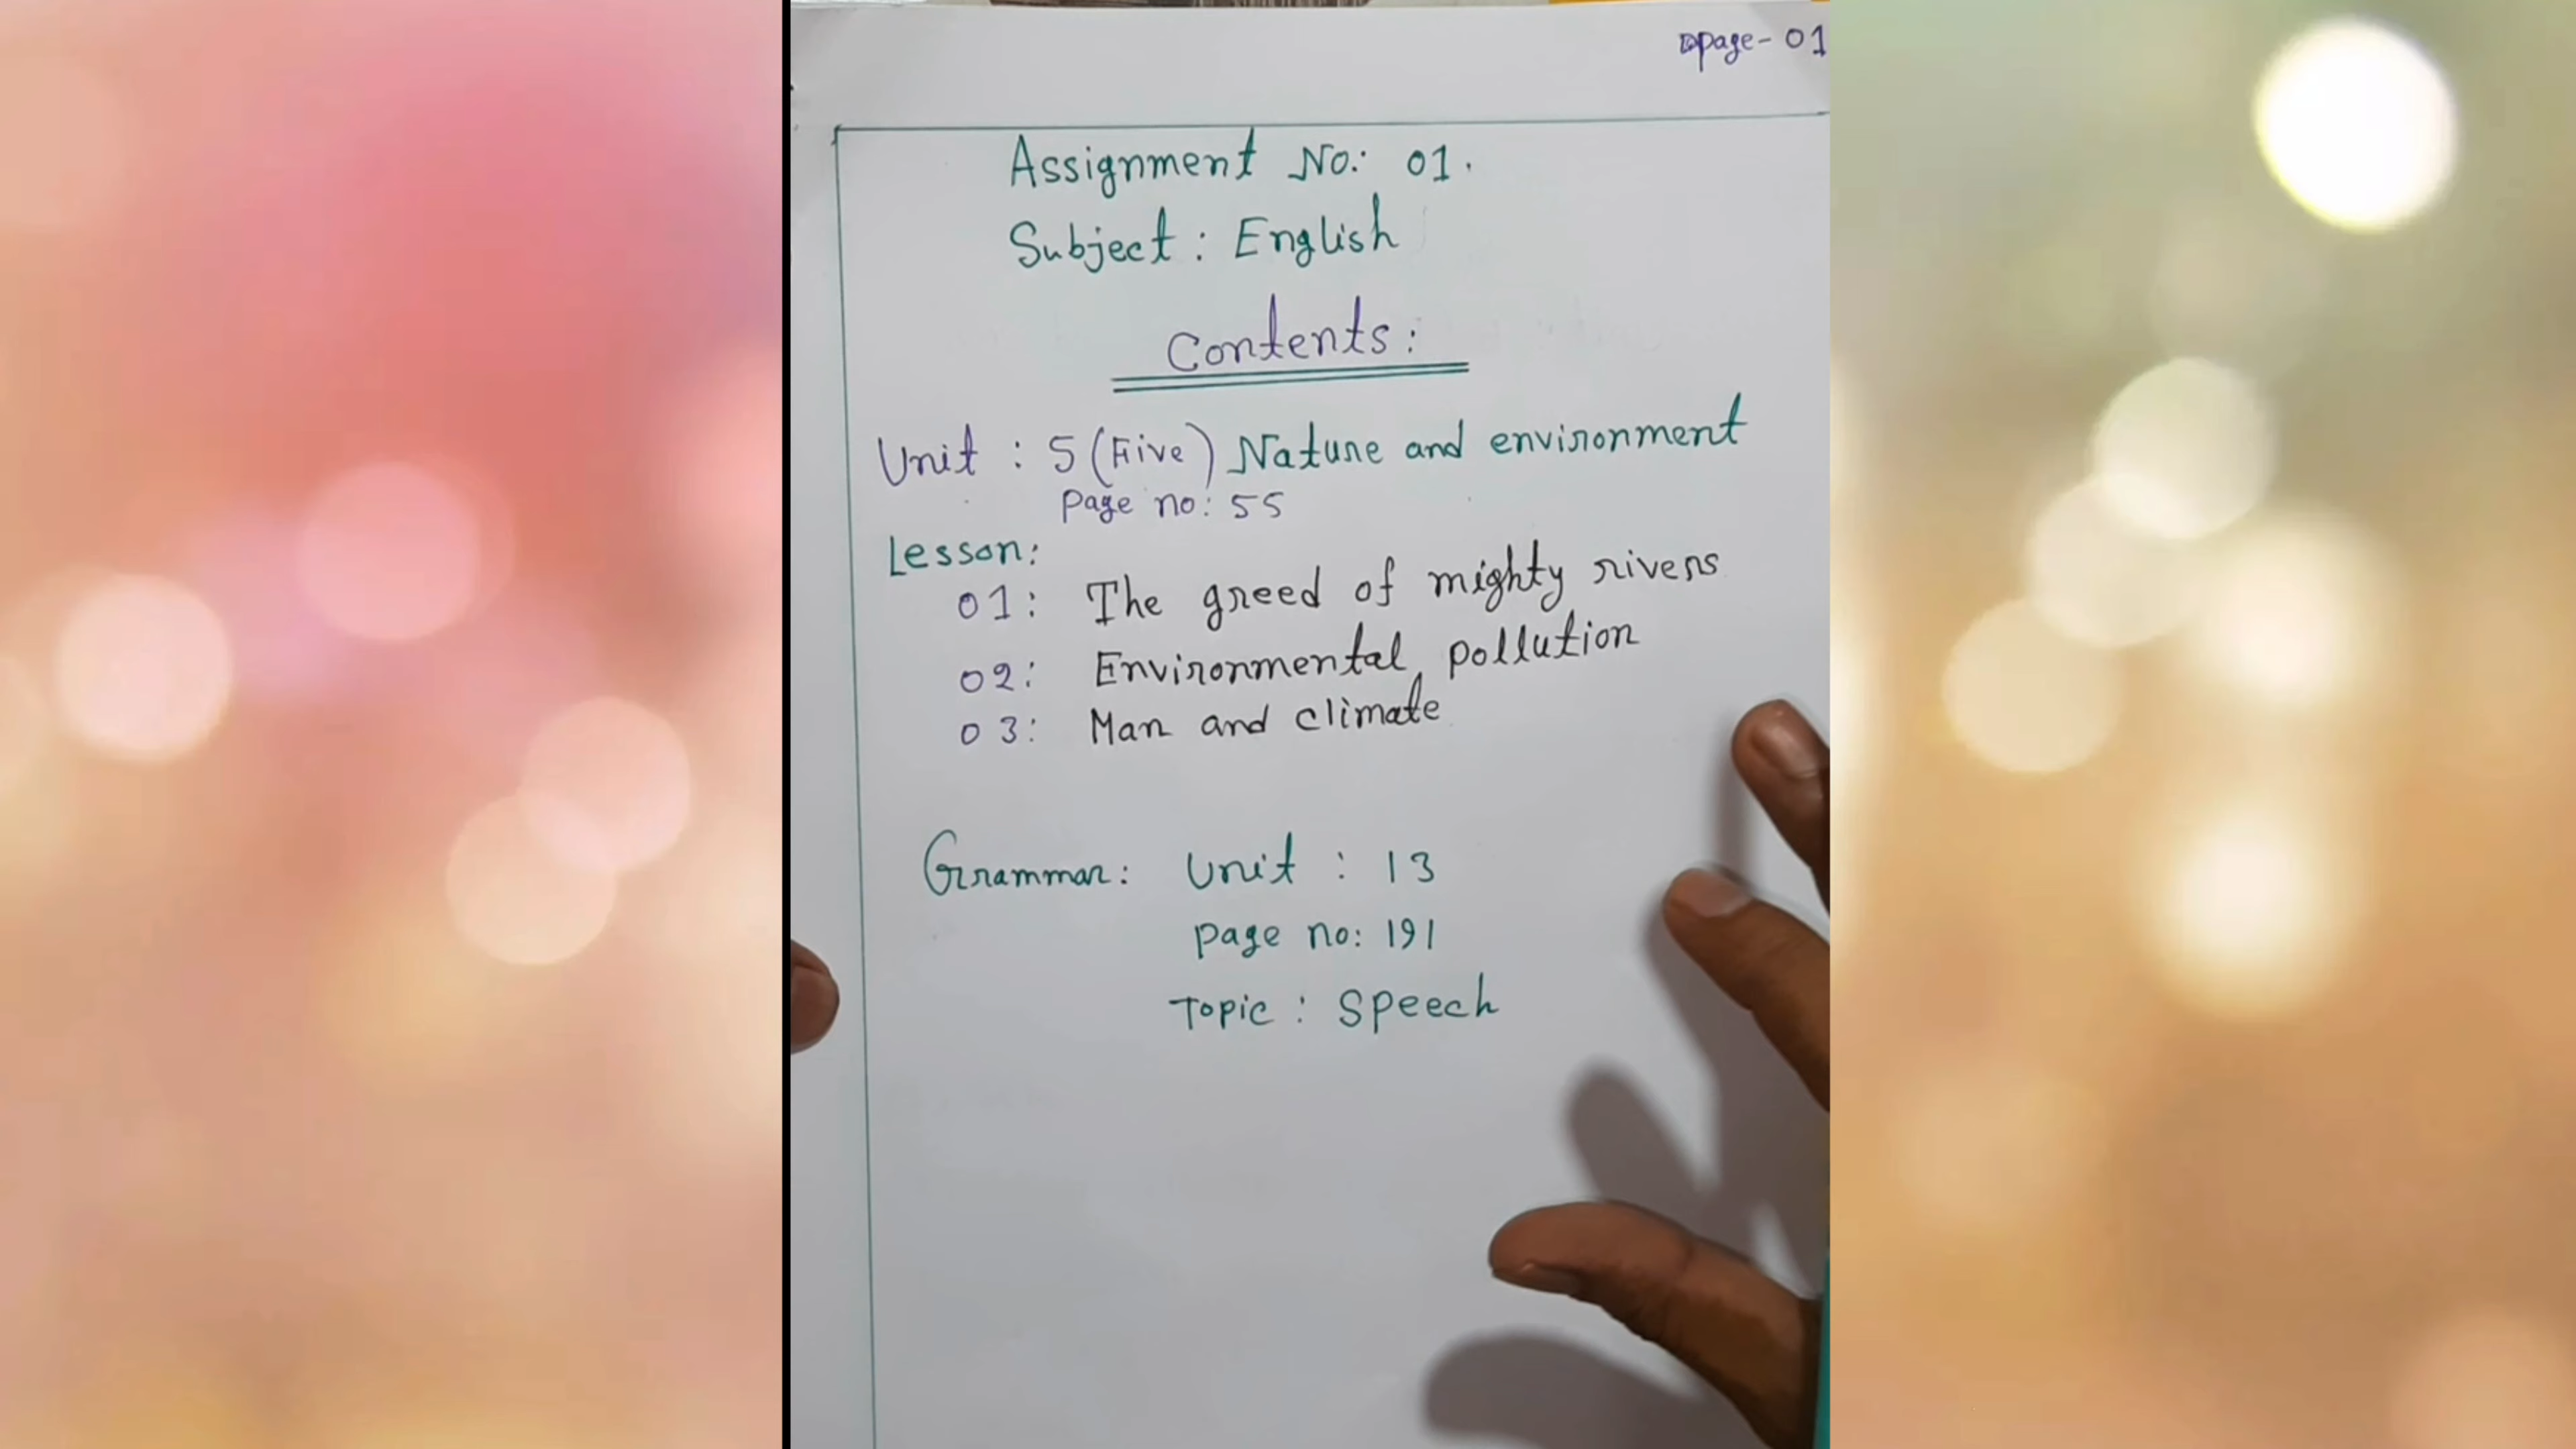 page- 01
Assignment No: 01.
Subject: English
Contents:
Unit : 5 (Five) Nature and environment
Page no: 55
Lesson:
01: The greed of mighty rivers
02: Environmental pollution
03: Man and climate
Grammar: Unit : 13
page no: 191
Topic : Speech